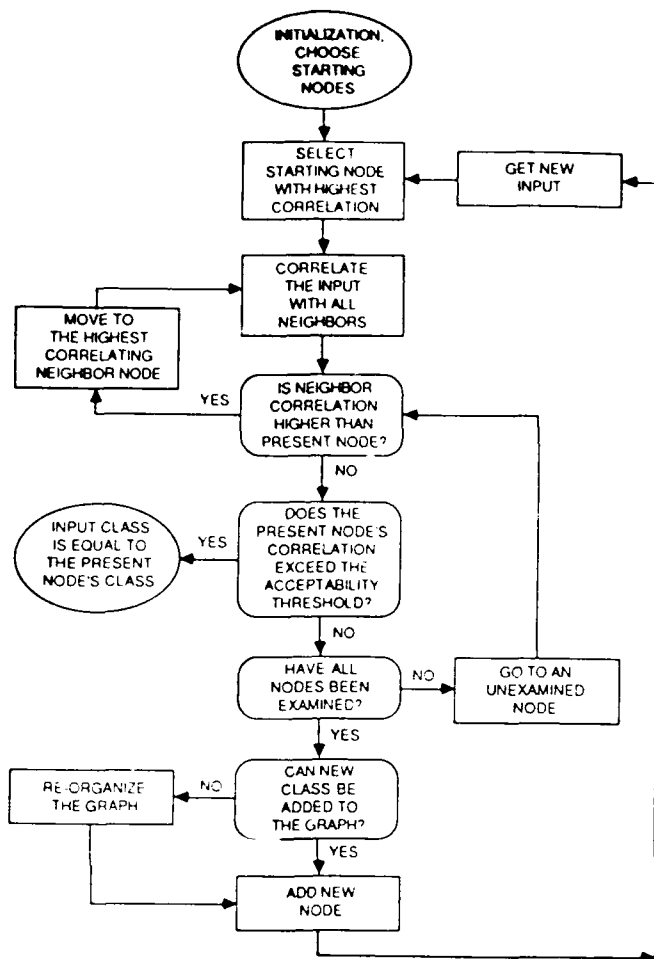 INITIALIZATION,
CHOOSE
STARTING
NODES
SELECT
STARTING NODE
WITH HIGHEST
CORRELATION
GET NEW
INPUT
CORRELATE
THE INPUT
WITH ALL
NEIGHBORS
MOVE TO
THE HIGHEST
CORRELATING
NEIGHBOR NODE
YES
IS NEIGHBOR
CORRELATION
HIGHER THAN
PRESENT NODE?
NO
INPUT CLASS
IS EQUAL TO
THE PRESENT
NODE'S CLASS
YES
DOES THE
PRESENT NODE'S
CORRELATION
EXCEED THE
ACCEPTABILITY
THRESHOLD?
NO
HAVE ALL
NODES BEEN
EXAMINED?
NO
GO TO AN
UNEXAMINED
NODE
YES
RE-ORGANIZE
THE GRAPH
NO
CAN NEW
CLASS BE
ADDED TO
THE GRAPH?
YES
ADD NEW
NODE